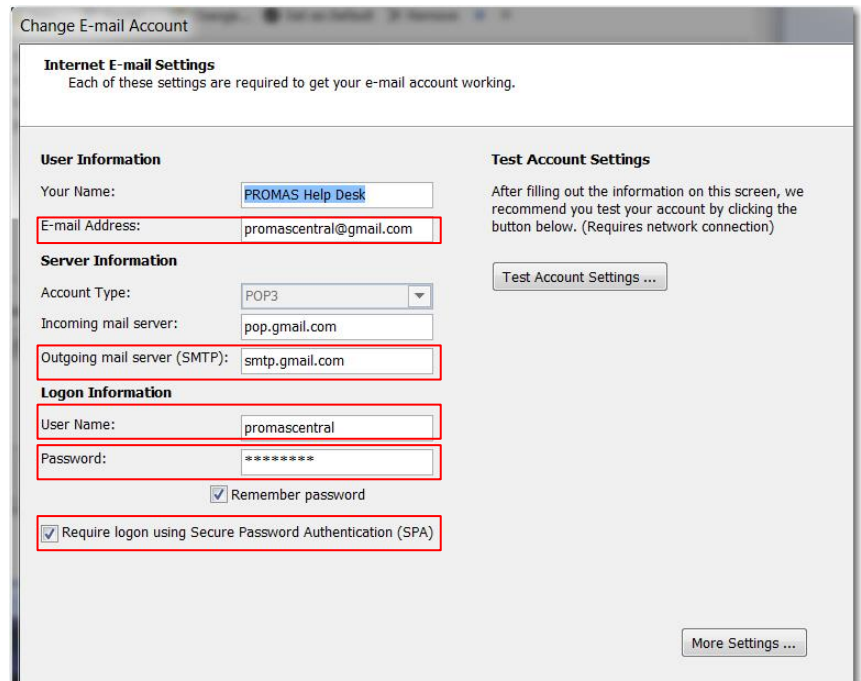 Change E-mail Account
Internet E-mail Settings
Each of these settings are required to get your e-mail account working.
User Information
Your Name: PROMAS Help Desk
E-mail Address: promascentral@gmail.com
Server Information
Account Type: POP3
Incoming mail server: pop.gmail.com
Outgoing mail server (SMTP): smtp.gmail.com
Logon Information
User Name: promascentral
Password: ********
Remember password
Require logon using Secure Password Authentication (SPA)
Test Account Settings
After filling out the information on this screen, we
recommend you test your account by clicking the
button below. (Requires network connection)
Test Account Settings ...
More Settings ...